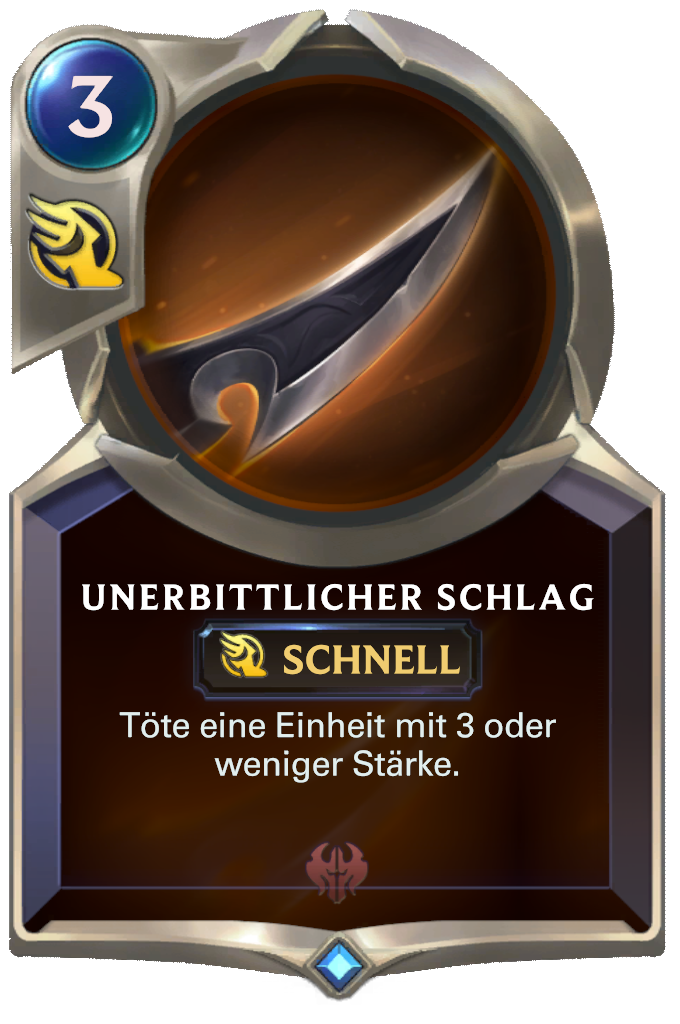 3
UNERBITTLICHER SCHLAG
SCHNELL
Töte eine Einheit mit 3 oder
weniger Stärke.